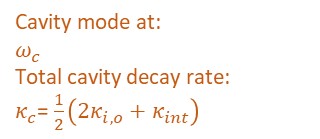 Cavity mode at:
ω_c
Total cavity decay rate:
κ_c=½(2κ_{i,o} + κ_{int})